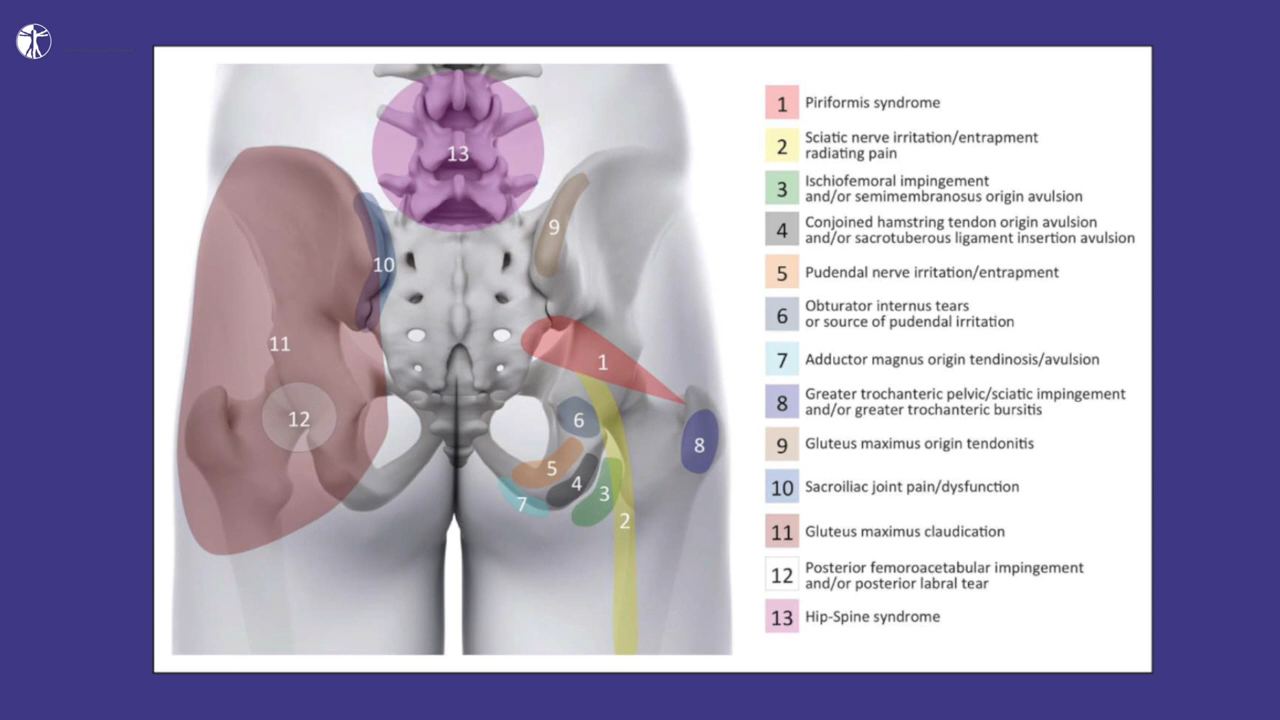 13
9
10
1
11
12
6
8
5
4
3
7
2
1 Piriformis syndrome
2 Sciatic nerve irritation/entrapment
radiating pain
3 Ischiofemoral impingement
and/or semimembranosus origin avulsion
4 Conjoined hamstring tendon origin avulsion
and/or sacrotuberous ligament insertion avulsion
5 Pudendal nerve irritation/entrapment
6 Obturator internus tears
or source of pudendal irritation
7 Adductor magnus origin tendinosis/avulsion
8 Greater trochanteric pelvic/sciatic impingement
and/or greater trochanteric bursitis
9 Gluteus maximus origin tendonitis
10 Sacroiliac joint pain/dysfunction
11 Gluteus maximus claudication
12 Posterior femoroacetabular impingement
and/or posterior labral tear
13 Hip-Spine syndrome